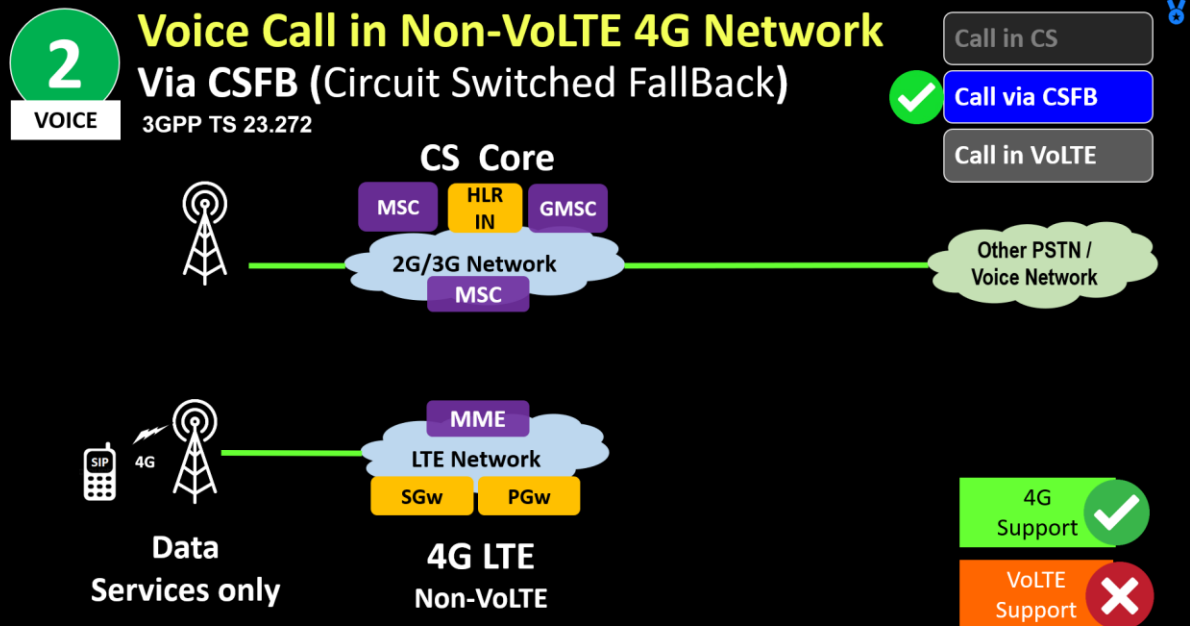 2
VOICE
Voice Call in Non-VoLTE 4G Network
Via CSFB (Circuit Switched FallBack)
3GPP TS 23.272
Call in CS
Call via CSFB
Call in VoLTE
CS Core
MSC
HLR
IN
GMSC
2G/3G Network
MSC
Other PSTN /
Voice Network
MME
LTE Network
SGw
PGw
SIP
4G
Data
Services only
4G LTE
Non-VoLTE
4G
Support
VoLTE
Support